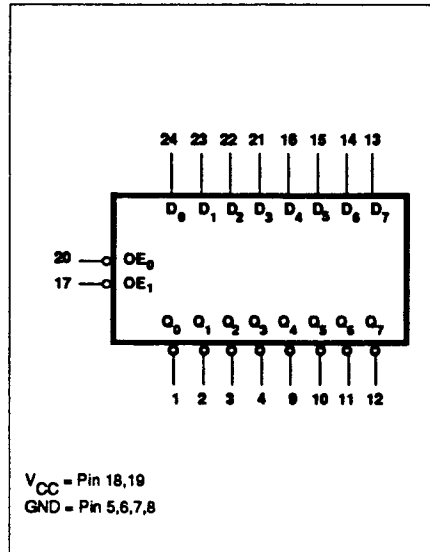 24 23 22 21 16 15 14 13
D0 D1 D2 D3 D4 D5 D6 D7
20 OE0
17 OE1
Q0 Q1 Q2 Q3 Q4 Q5 Q6 Q7
1 2 3 4 9 10 11 12
VCC = Pin 18,19
GND = Pin 5,6,7,8